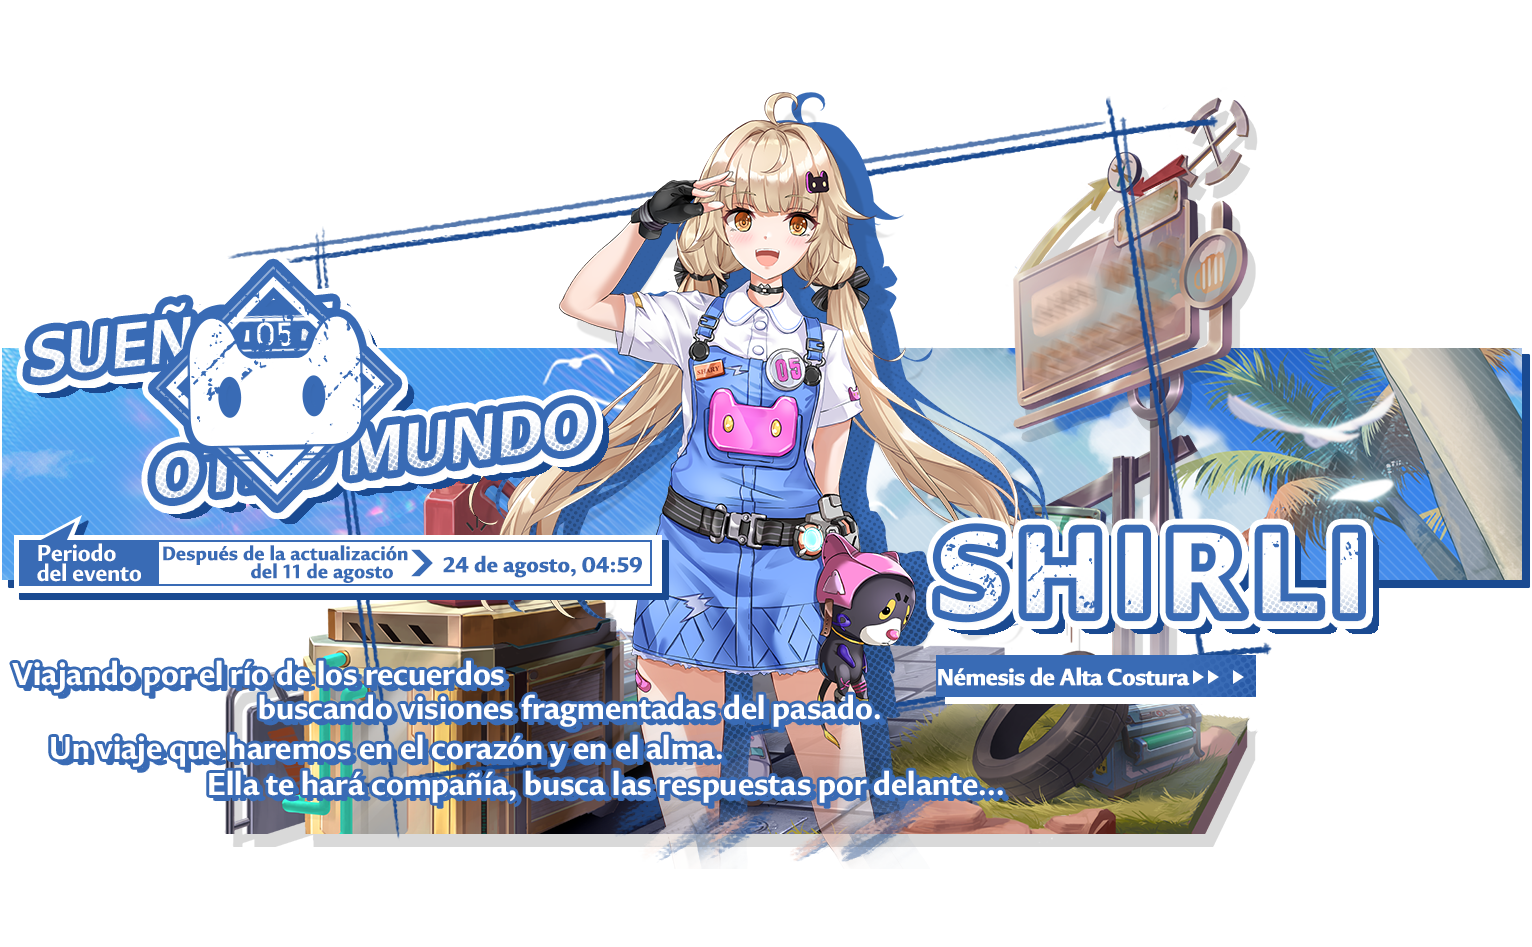 SUEÑ
05
MUNDO
Periodo
del evento
Después de la actualización
del 11 de agosto
24 de agosto, 04:59
SHARY
05
SHIRLI
Némesis de Alta Costura
Viajando por el río de los recuerdos
buscando visiones fragmentadas del pasado.
Un viaje que haremos en el corazón y en el alma.
Ella te hará compañía, busca las respuestas por delante...